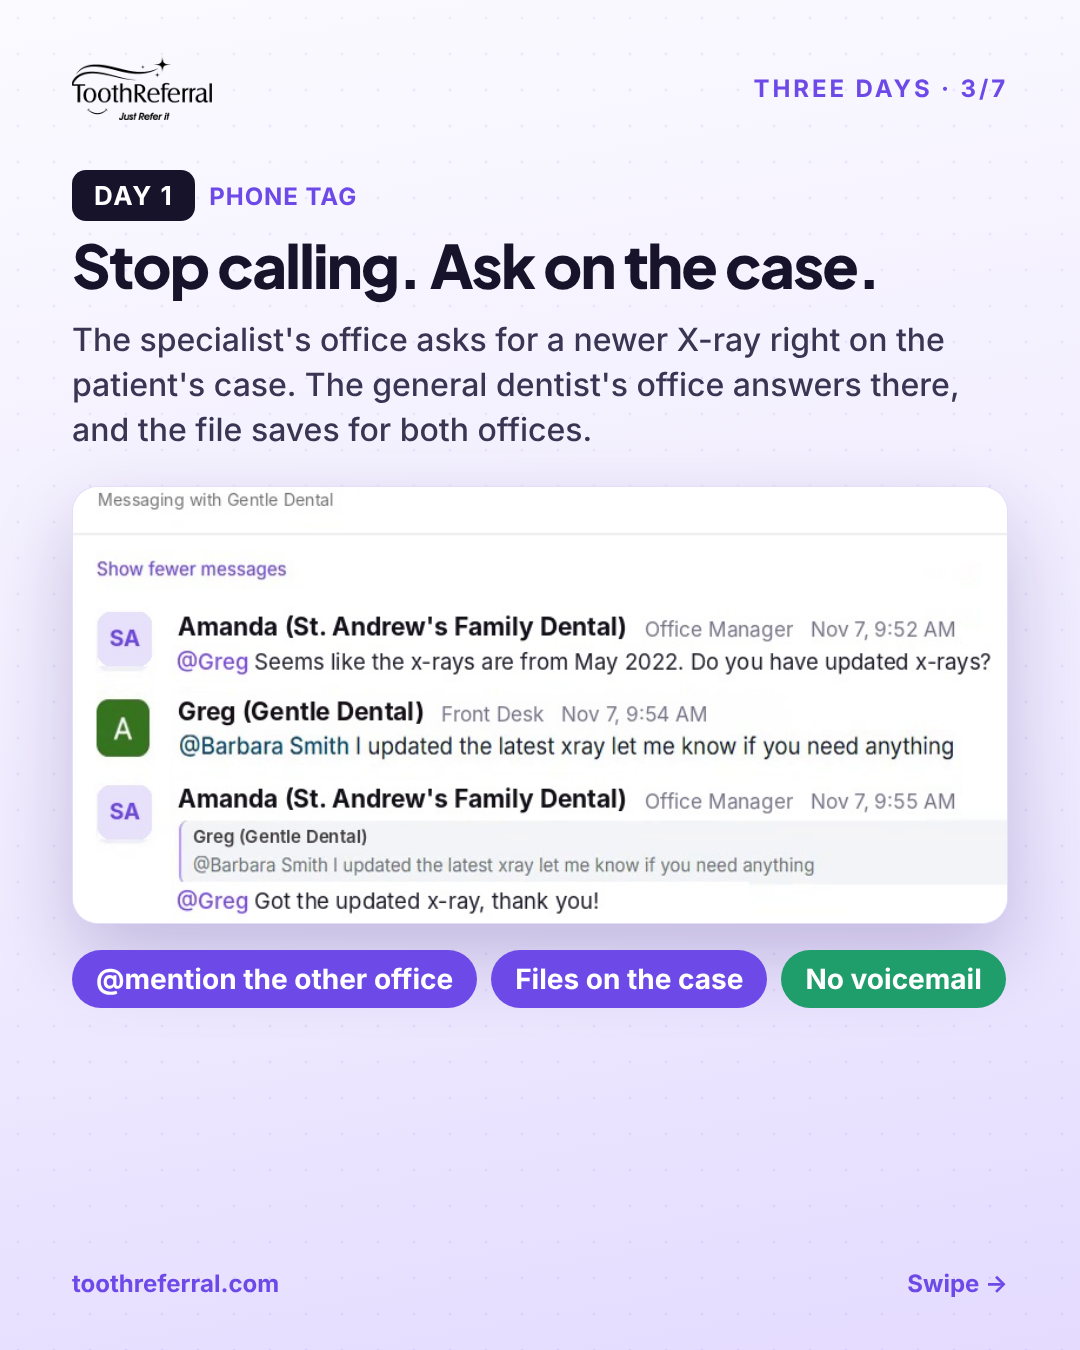 ToothReferral
Just Refer it
THREE DAYS · 3/7
DAY 1 PHONE TAG
Stop calling. Ask on the case.
The specialist's office asks for a newer X-ray right on the
patient's case. The general dentist's office answers there,
and the file saves for both offices.
Messaging with Gentle Dental
Show fewer messages
SA
Amanda (St. Andrew's Family Dental) Office Manager Nov 7, 9:52 AM
@Greg Seems like the x-rays are from May 2022. Do you have updated x-rays?
A
Greg (Gentle Dental) Front Desk Nov 7, 9:54 AM
@Barbara Smith I updated the latest xray let me know if you need anything
SA
Amanda (St. Andrew's Family Dental) Office Manager Nov 7, 9:55 AM
Greg (Gentle Dental)
@Barbara Smith I updated the latest xray let me know if you need anything
@Greg Got the updated x-ray, thank you!
@mention the other office
Files on the case
No voicemail
toothreferral.com
Swipe →